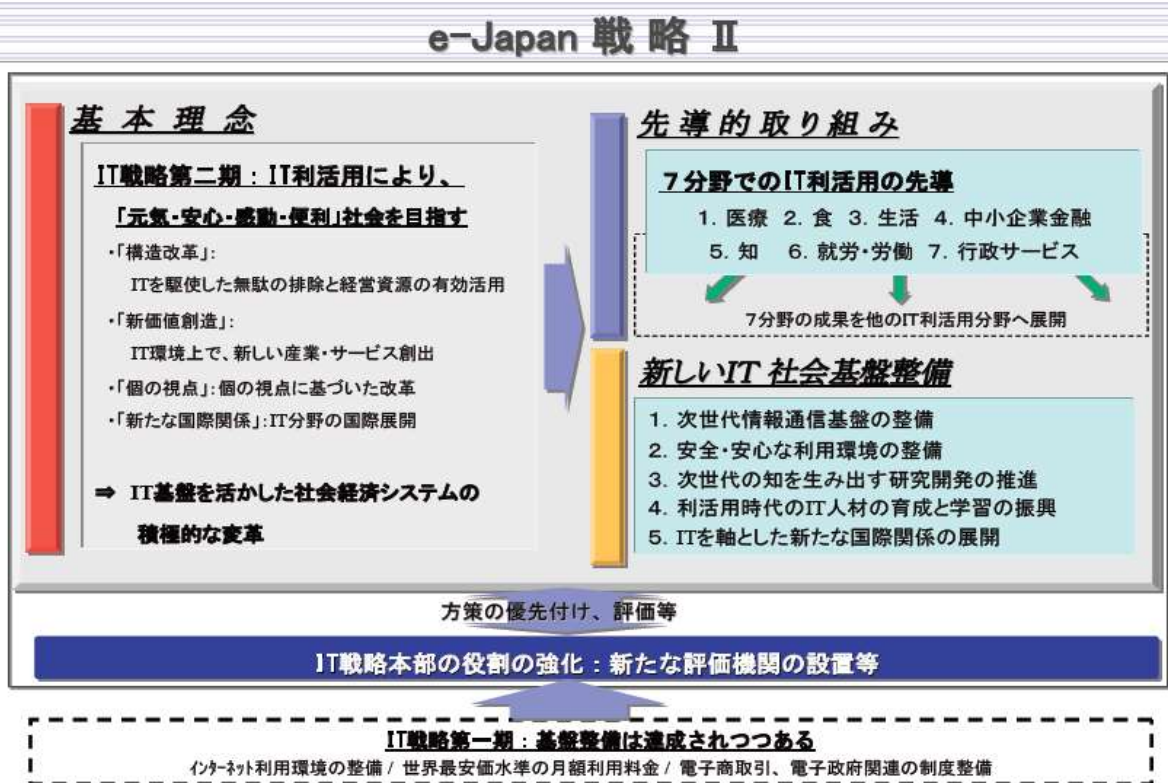 e-Japan 戦略 Ⅱ
基本理念
IT戦略第二期：IT利活用により、
「元気・安心・感動・便利」社会を目指す
・「構造改革」：
ITを駆使した無駄の排除と経営資源の有効活用
・「新価値創造」：
IT環境上で、新しい産業・サービス創出
・「個の視点」：個の視点に基づいた改革
・「新たな国際関係」：IT分野の国際展開
⇒ IT基盤を活かした社会経済システムの
積極的な変革
先導的取り組み
7分野でのIT利活用の先導
1. 医療 2. 食 3. 生活 4. 中小企業金融
5. 知 6. 就労・労働 7. 行政サービス
7分野の成果を他のIT利活用分野へ展開
新しいIT 社会基盤整備
1. 次世代情報通信基盤の整備
2. 安全・安心な利用環境の整備
3. 次世代の知を生み出す研究開発の推進
4. 利活用時代のIT人材の育成と学習の振興
5. ITを軸とした新たな国際関係の展開
方策の優先付け、評価等
IT戦略本部の役割の強化：新たな評価機関の設置等
IT戦略第一期：基盤整備は達成されつつある
インターネット利用環境の整備 / 世界最安価水準の月額利用料金 / 電子商取引、電子政府関連の制度整備